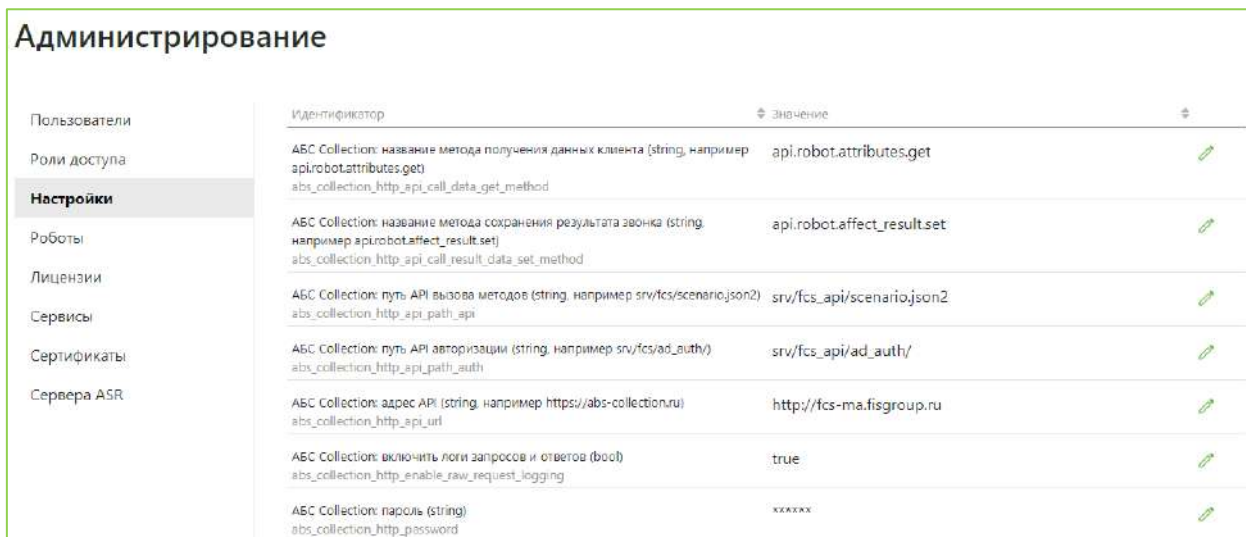 Администрирование
Пользователи
Роли доступа
Настройки
Роботы
Лицензии
Сервисы
Сертификаты
Сервера ASR
Идентификатор
Значение
АБС Collection: название метода получения данных клиента (string, например
api.robot.attributes.get)
abs_collection_http_api_call_data_get_method
api.robot.attributes.get
АБС Collection: название метода сохранения результата звонка (string,
например api.robot.affect_result.set)
abs_collection_http_api_call_result_data_set_method
api.robot.affect_result.set
АБС Collection: путь API вызова методов (string, например srv/fcs/scenario.json2)
abs_collection_http_api_path_api
srv/fcs_api/scenario.json2
АБС Collection: путь API авторизации (string, например srv/fcs/ad_auth/)
abs_collection_http_api_path_auth
srv/fcs_api/ad_auth/
АБС Collection: адрес API (string, например https://abs-collection.ru)
abs_collection_http_api_url
http://fcs-ma.fisgroup.ru
АБС Collection: включить логи запросов и ответов (bool)
abs_collection_http_enable_raw_request_logging
true
АБС Collection: пароль (string)
abs_collection_http_password
******